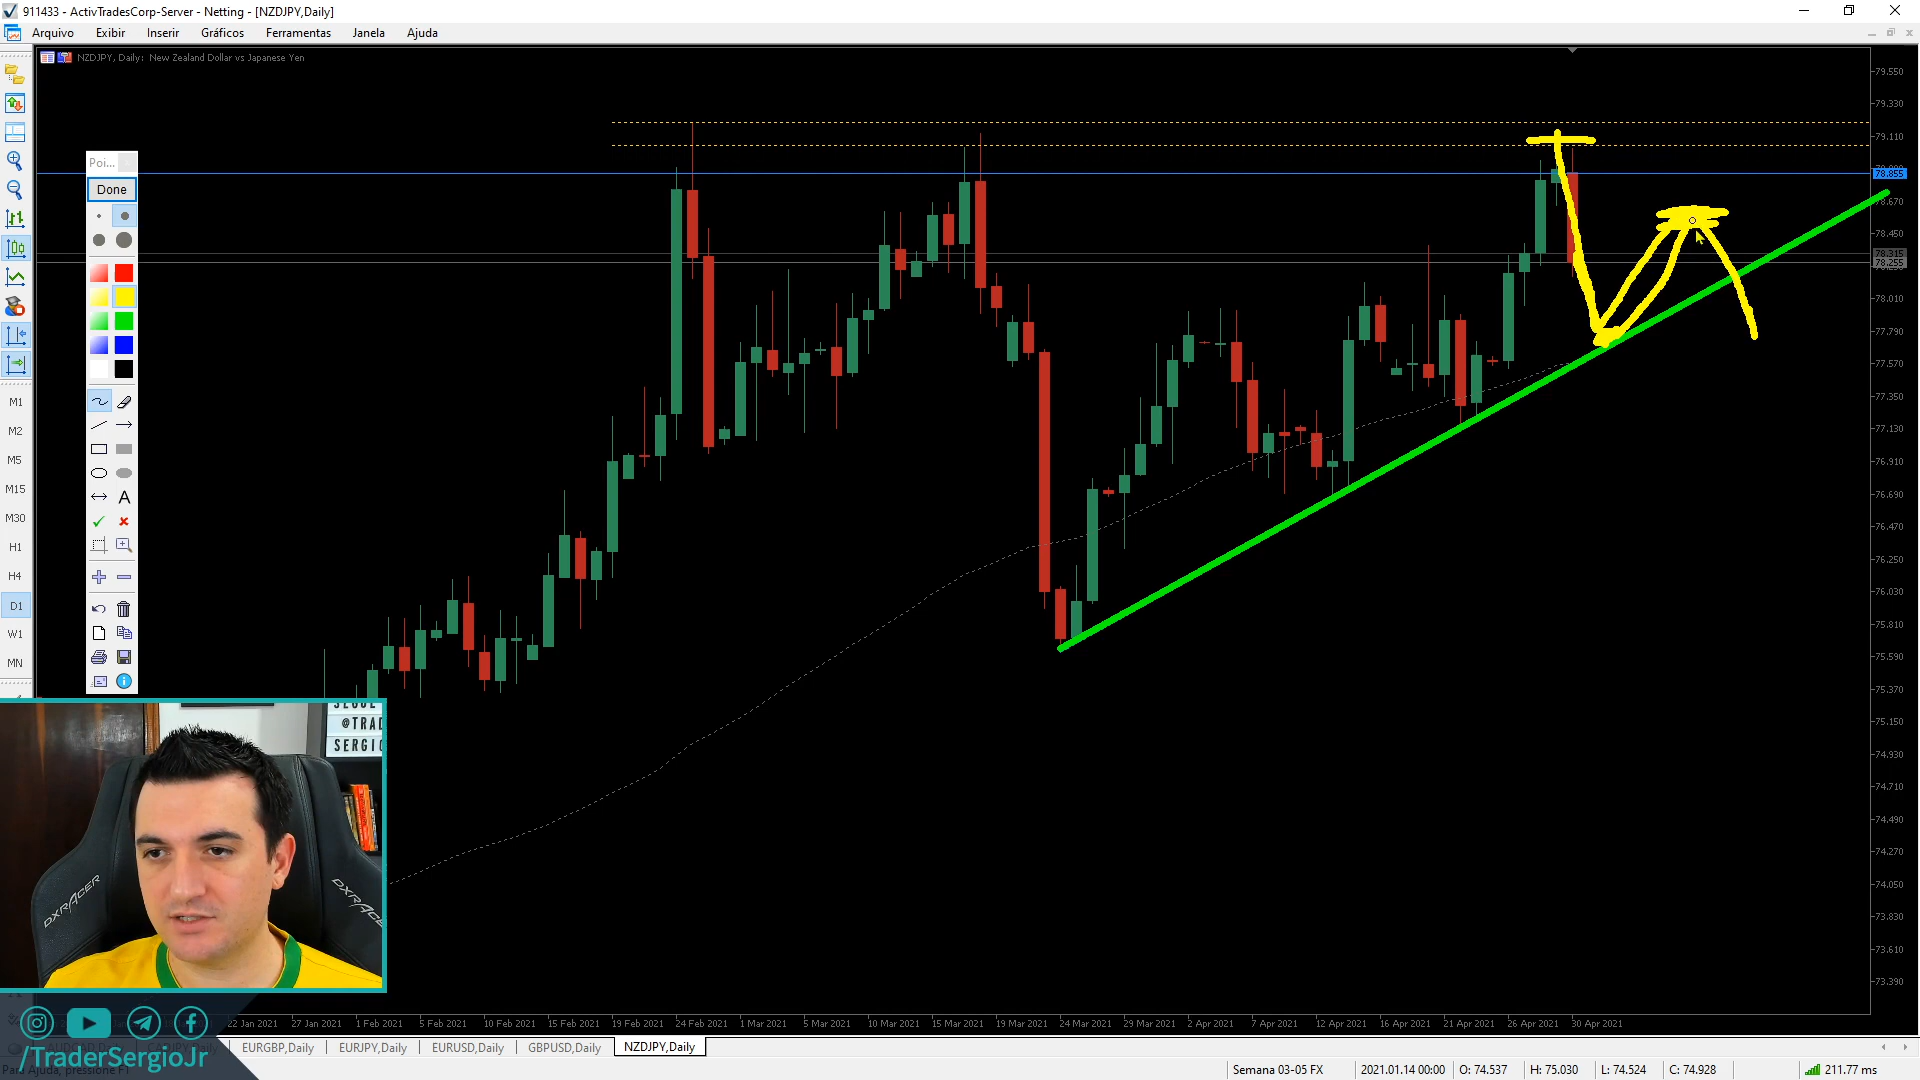 911433 - ActivTradesCorp-Server - Netting - [NZDJPY,Daily]
Arquivo Exibir Inserir Gráficos Ferramentas Janela Ajuda
NZDJPY, Daily: New Zealand Dollar vs Japanese Yen
79.550
79.330
79.110
78.855
78.670
78.450
78.315
78.255
78.010
77.790
77.570
77.350
77.130
76.910
76.690
76.470
76.250
76.030
75.810
75.590
75.370
75.150
74.930
74.710
74.490
74.270
74.050
73.830
73.610
73.390
Poi...
Done
A
M1
M2
M5
M15
M30
H1
H4
D1
W1
MN
@TRAD
SERGIO
DXRACER
22 Jan 2021 27 Jan 2021 1 Feb 2021 5 Feb 2021 10 Feb 2021 15 Feb 2021 19 Feb 2021 24 Feb 2021 1 Mar 2021 5 Mar 2021 10 Mar 2021 15 Mar 2021 19 Mar 2021 24 Mar 2021 29 Mar 2021 2 Apr 2021 7 Apr 2021 12 Apr 2021 16 Apr 2021 21 Apr 2021 26 Apr 2021 30 Apr 2021
EURGBP,Daily EURJPY,Daily EURUSD,Daily GBPUSD,Daily NZDJPY,Daily
/TraderSergioJr
Semana 03-05 FX 2021.01.14 00:00 O: 74.537 H: 75.030 L: 74.524 C: 74.928 211.77 ms